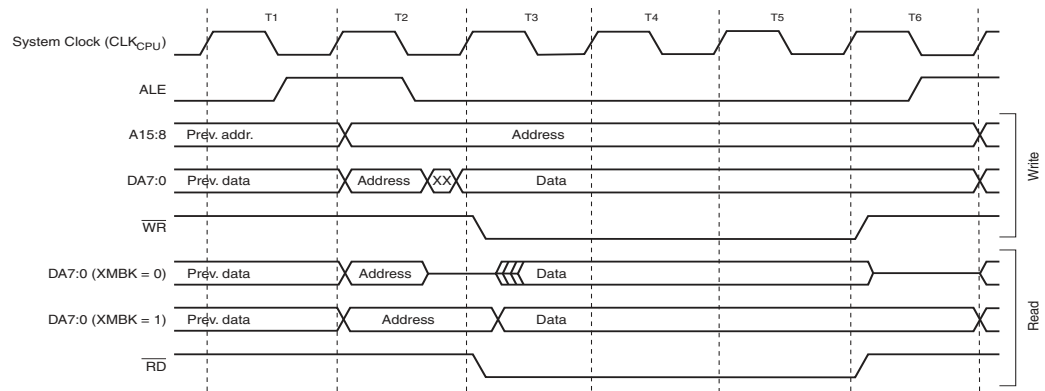 T1 T2 T3 T4 T5 T6
System Clock (CLKCPU)
ALE
A15:8 Prev. addr. Address
DA7:0 Prev. data Address XX Data
WR
Write
DA7:0 (XMBK = 0) Prev. data Address Data
DA7:0 (XMBK = 1) Prev. data Address Data
RD
Read